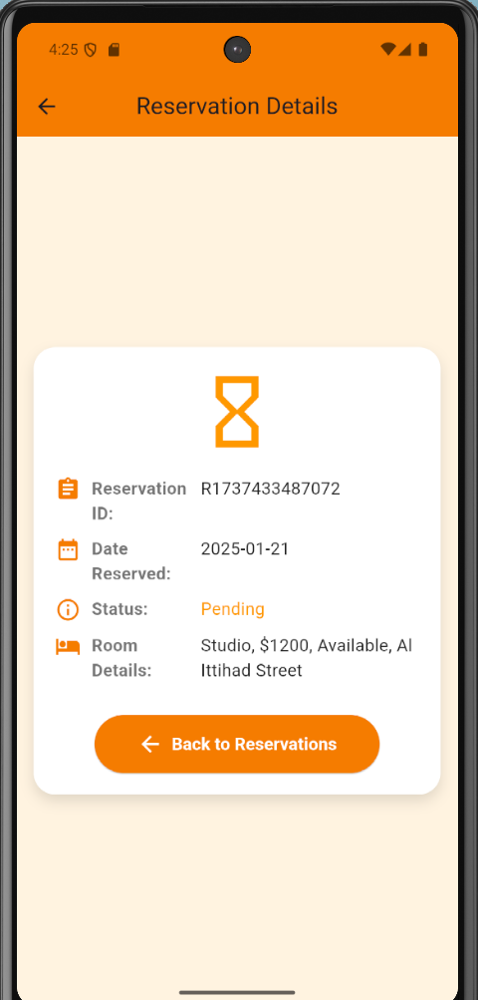 4:25
Reservation Details
Reservation R1737433487072
ID:
Date 2025-01-21
Reserved:
Status: Pending
Room Studio, $1200, Available, Al
Details: Ittihad Street
Back to Reservations